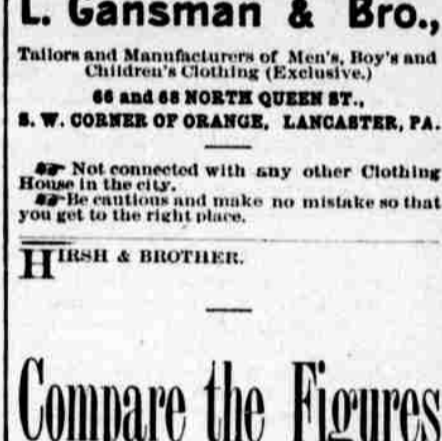 L. Gansman & Bro.,
Tailors and Manufacturers of Men's, Boy's and
Children's Clothing (Exclusive.)
66 and 68 NORTH QUEEN ST.,
S. W. CORNER OF ORANGE, LANCASTER, PA.
☞ Not connected with any other Clothing
House in the city.
☞ Be cautious and make no mistake so that
you get to the right place.
HIRSH & BROTHER.
Compare the Figures